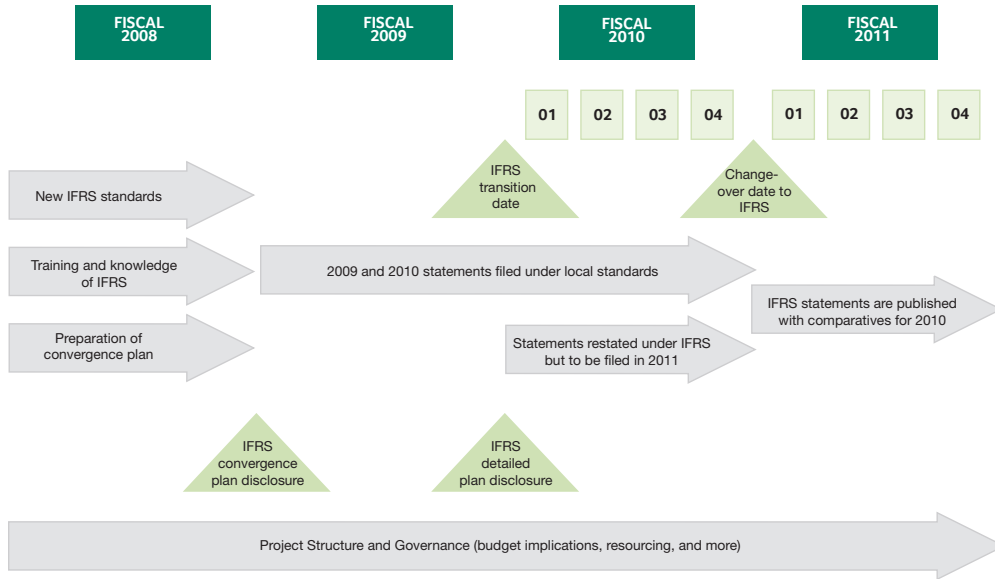 FISCAL
2008
FISCAL
2009
FISCAL
2010
FISCAL
2011
01
02
03
04
01
02
03
04
New IFRS standards
IFRS
transition
date
Change-
over date to
IFRS
Training and knowledge
of IFRS
2009 and 2010 statements filed under local standards
IFRS statements are published
with comparatives for 2010
Preparation of
convergence plan
Statements restated under IFRS
but to be filed in 2011
IFRS
convergence
plan disclosure
IFRS
detailed
plan disclosure
Project Structure and Governance (budget implications, resourcing, and more)